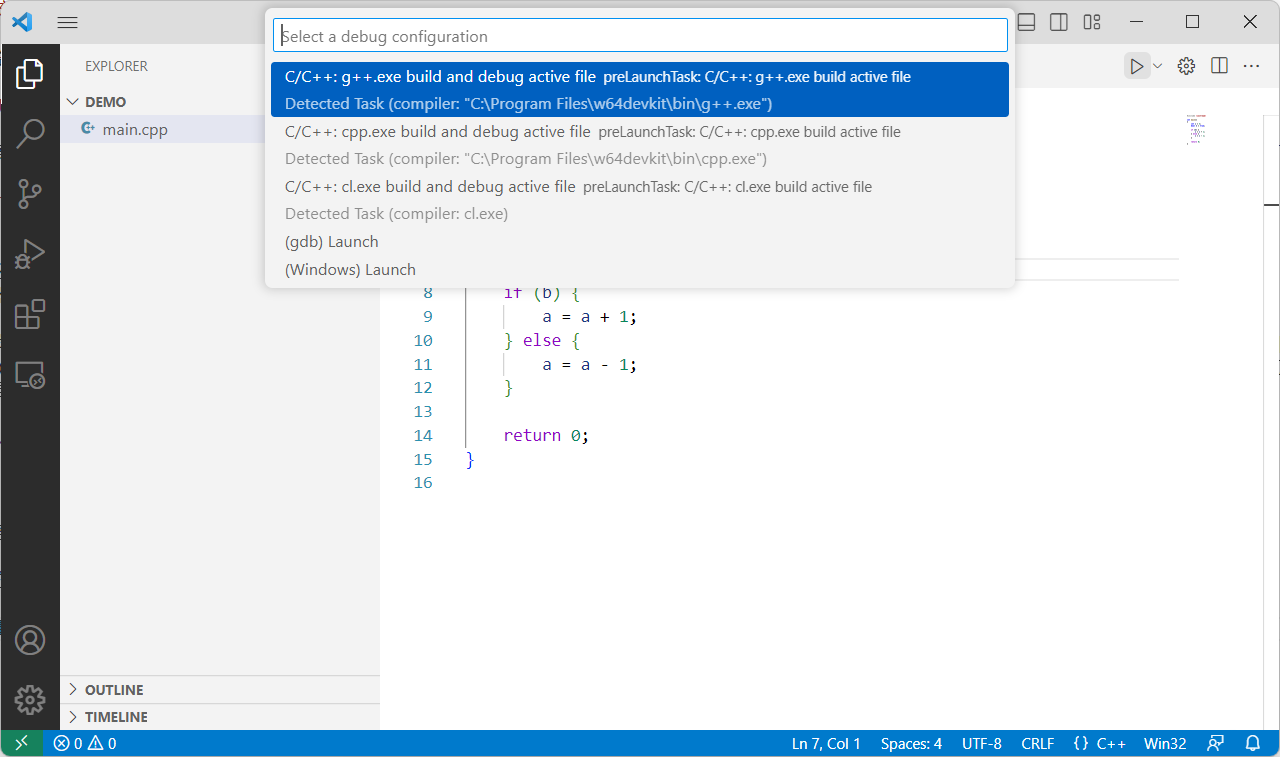 Select a debug configuration
C/C++: g++.exe build and debug active file preLaunchTask: C/C++: g++.exe build active file
Detected Task (compiler: "C:\Program Files\w64devkit\bin\g++.exe")
C/C++: cpp.exe build and debug active file preLaunchTask: C/C++: cpp.exe build active file
Detected Task (compiler: "C:\Program Files\w64devkit\bin\cpp.exe")
C/C++: cl.exe build and debug active file preLaunchTask: C/C++: cl.exe build active file
Detected Task (compiler: cl.exe)
(gdb) Launch
(Windows) Launch
EXPLORER
DEMO
main.cpp
8 if (b) {
9 a = a + 1;
10 } else {
11 a = a - 1;
12 }
13
14 return 0;
15 }
16
OUTLINE
TIMELINE
0 0 Ln 7, Col 1 Spaces: 4 UTF-8 CRLF {} C++ Win32